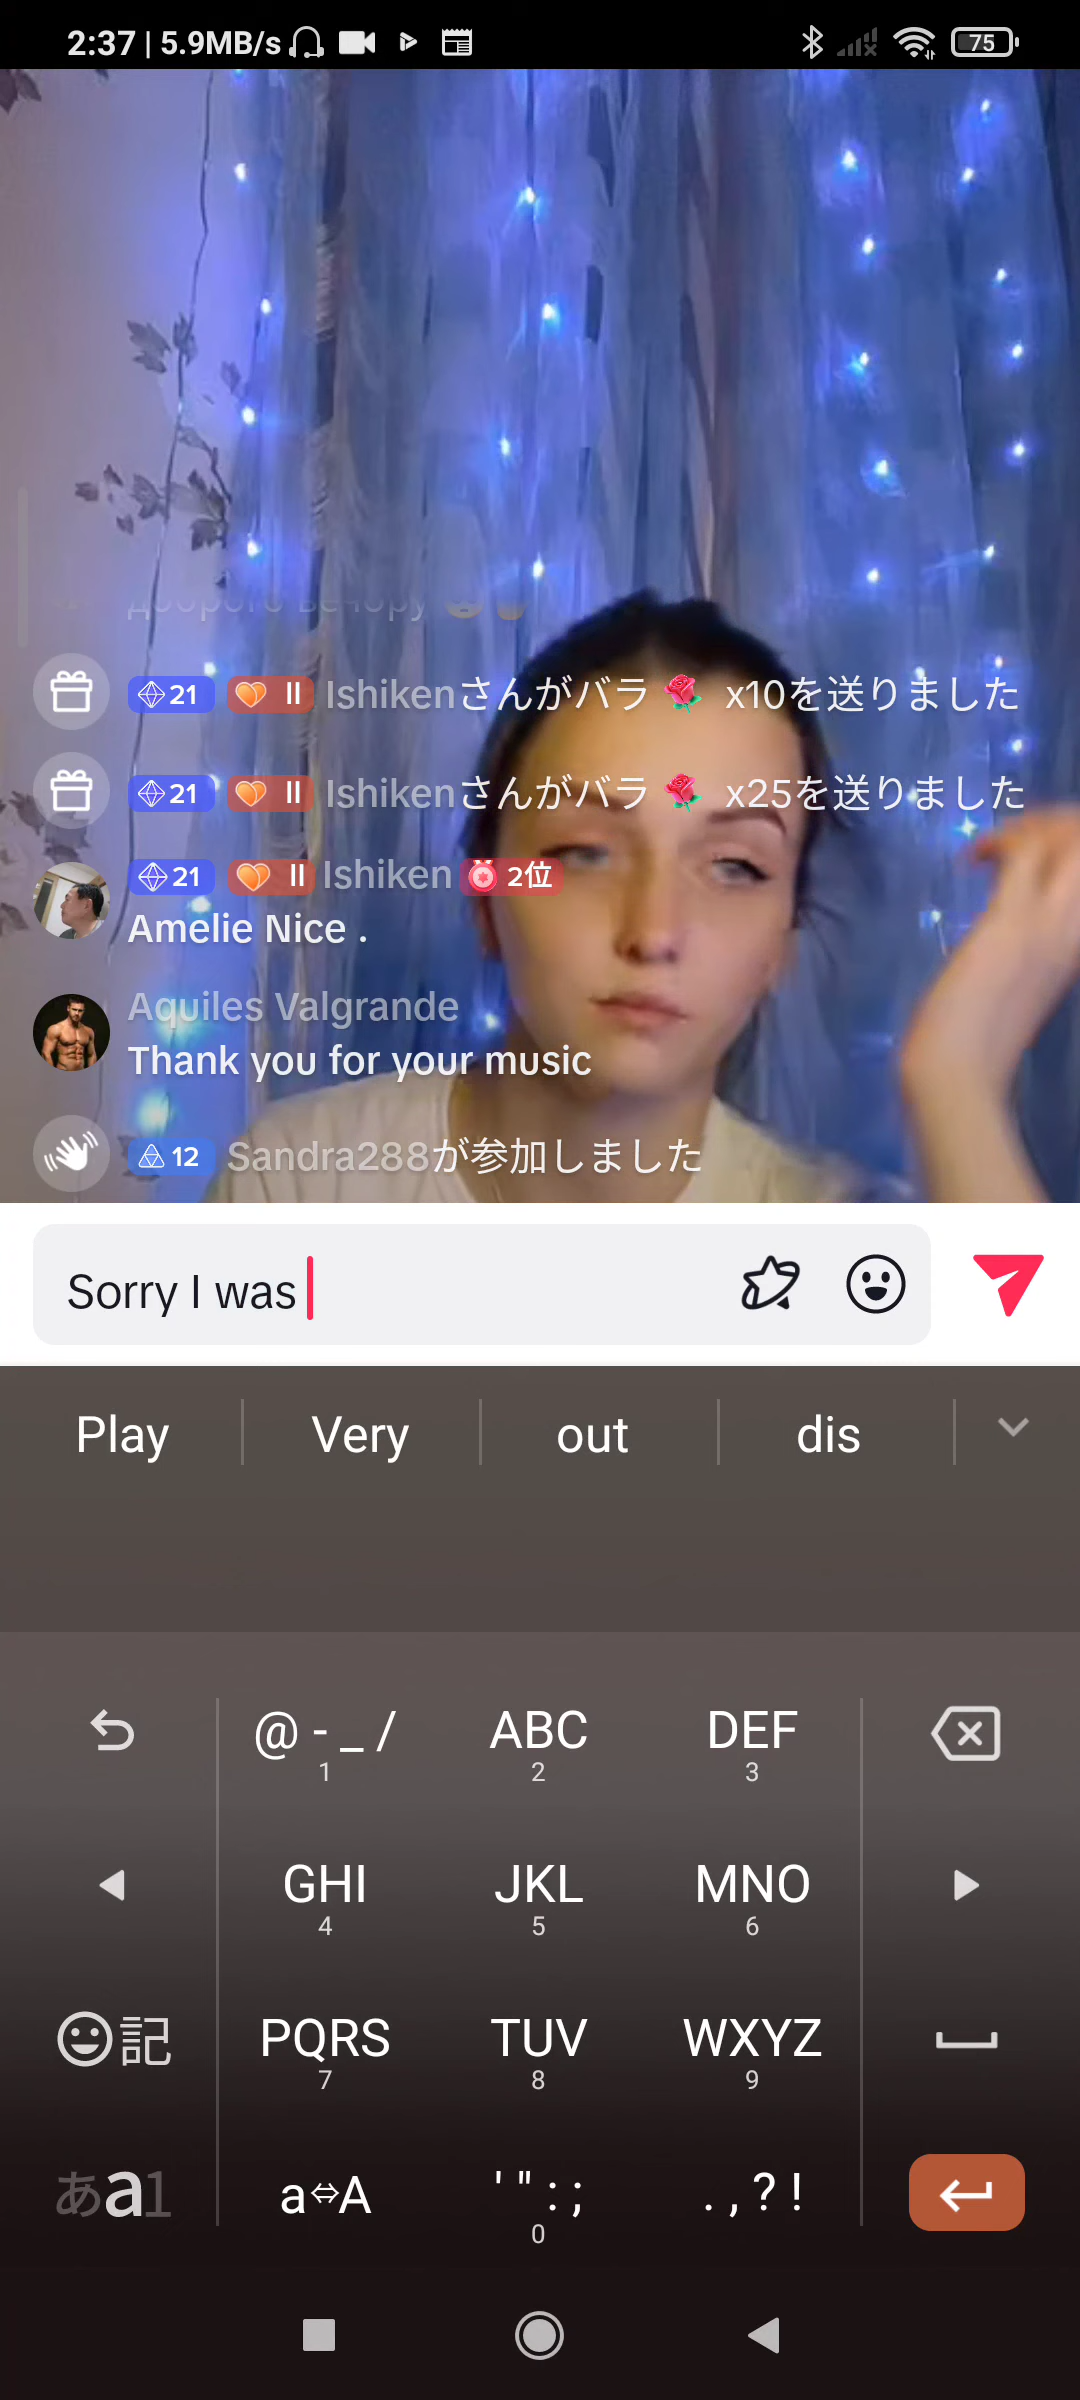 2:37 | 5.9MB/s
75
доброго вечору
21 II Ishikenさんがバラ 🌹 x10を送りました
21 II Ishikenさんがバラ 🌹 x25を送りました
21 II Ishiken 2位
Amelie Nice .
Aquiles Valgrande
Thank you for your music
12 Sandra288が参加しました
Sorry I was
Play Very out dis
@-_/ ABC DEF
1 2 3
GHI JKL MNO
4 5 6
記 PQRS TUV WXYZ
7 8 9
あa1 a⇔A '":; .,?!
0